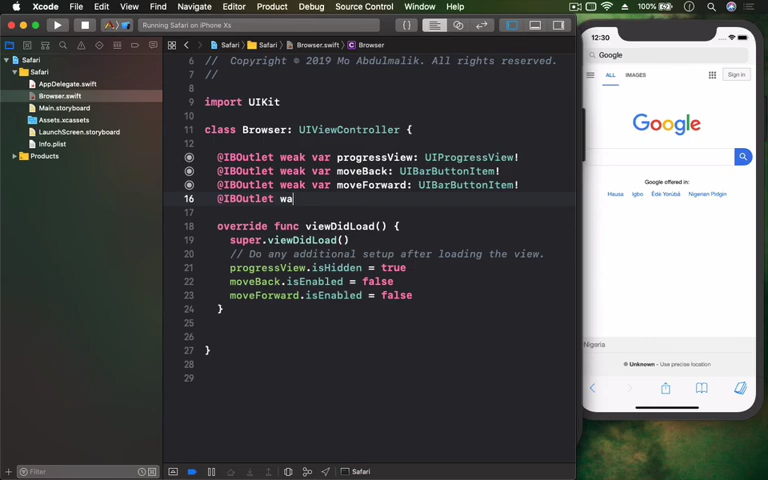 Xcode File Edit View Find Navigate Editor Product Debug Source Control Window Help 100%
Running Safari on iPhone Xs
Safari Safari Browser.swift Browser
Safari
Safari
AppDelegate.swift
Browser.swift
Main.storyboard
Assets.xcassets
LaunchScreen.storyboard
Info.plist
Products
6 // Copyright © 2019 Mo Abdulmalik. All rights reserved.
7 //
8
9 import UIKit
10
11 class Browser: UIViewController {
12
@IBOutlet weak var progressView: UIProgressView!
@IBOutlet weak var moveBack: UIBarButtonItem!
@IBOutlet weak var moveForward: UIBarButtonItem!
16 @IBOutlet wa
17
18 override func viewDidLoad() {
19 super.viewDidLoad()
20 // Do any additional setup after loading the view.
21 progressView.isHidden = true
22 moveBack.isEnabled = false
23 moveForward.isEnabled = false
24 }
25
26
27 }
28
29
Filter
Safari
12:30
Google
ALL IMAGES Sign in
Google
Google offered in:
Hausa Igbo Èdè Yorùbá Nigerian Pidgin
Nigeria
Unknown - Use precise location